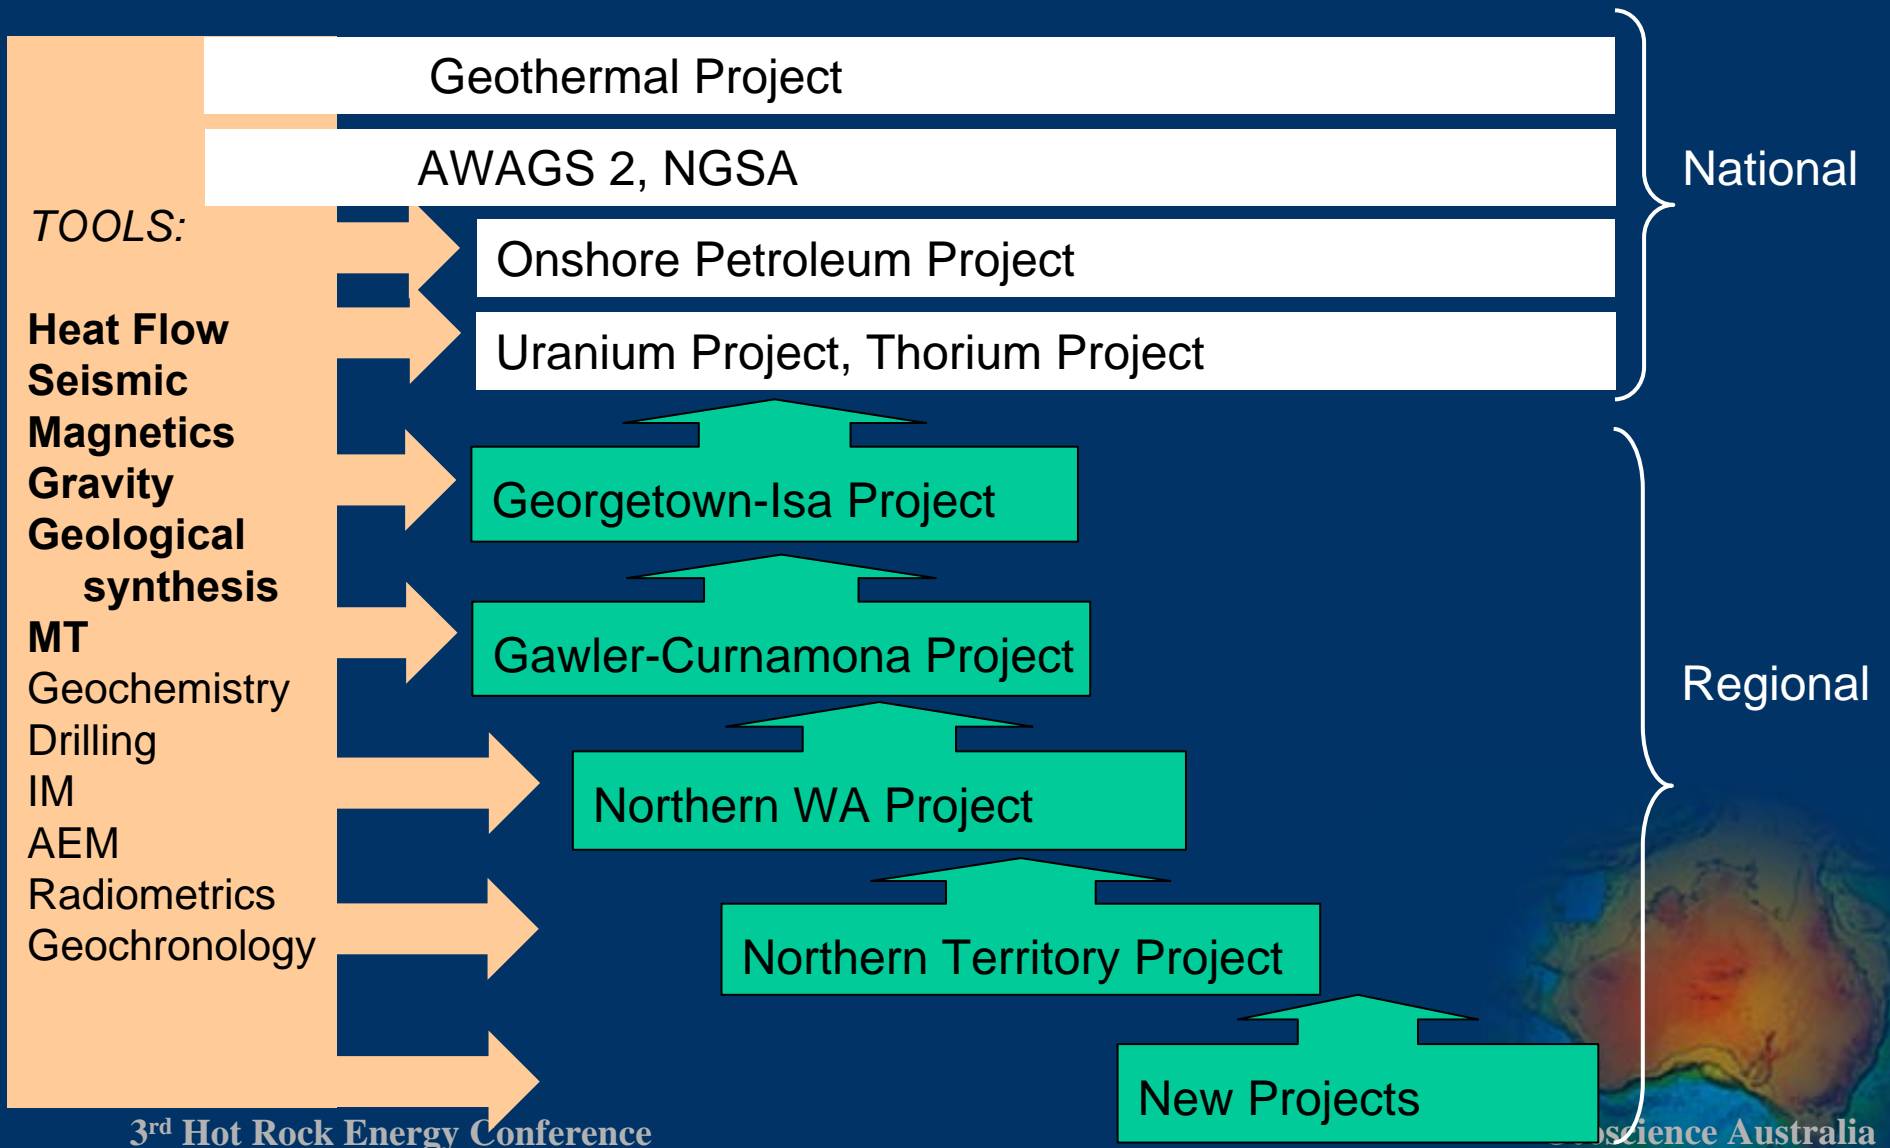 Geothermal Project
AWAGS 2, NGSA
Onshore Petroleum Project
Uranium Project, Thorium Project
National
TOOLS:
Heat Flow
Seismic
Magnetics
Gravity
Geological
synthesis
MT
Geochemistry
Drilling
IM
AEM
Radiometrics
Geochronology
Georgetown-Isa Project
Gawler-Curnamona Project
Northern WA Project
Northern Territory Project
New Projects
Regional
3rd Hot Rock Energy Conference
Geoscience Australia